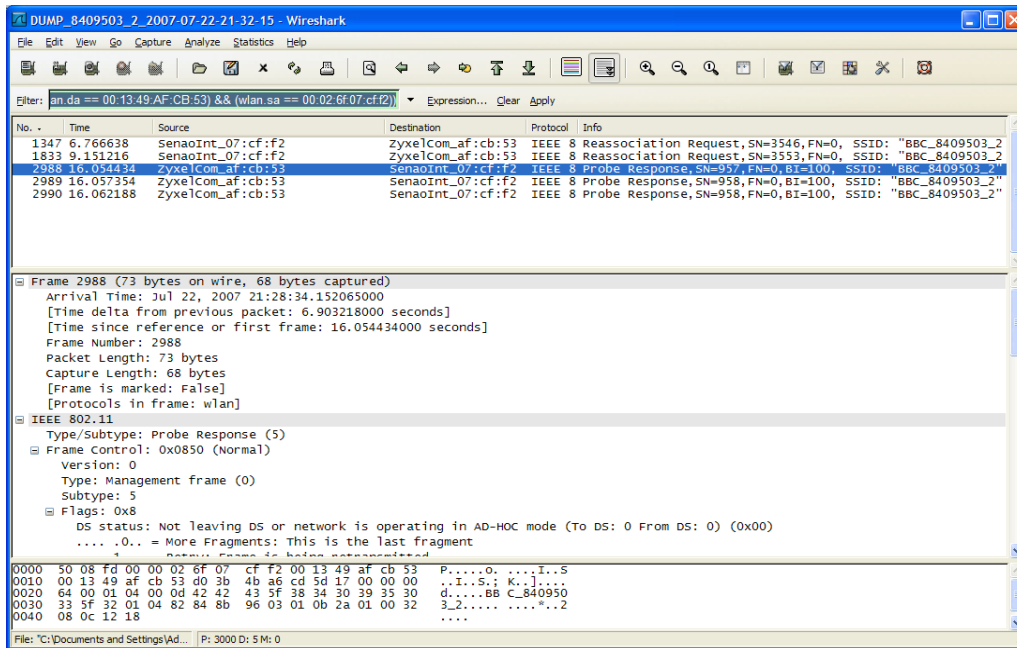 DUMP_8409503_2_2007-07-22-21-32-15 - Wireshark
File Edit View Go Capture Analyze Statistics Help
Filter: an.da == 00:13:49:AF:CB:53) && (wlan.sa == 00:02:6f:07:cf:f2)) Expression... Clear Apply
No. - Time Source Destination Protocol Info
1347 6.766638 SenaoInt_07:cf:f2 ZyxelCom_af:cb:53 IEEE 8 Reassociation Request,SN=3546,FN=0, SSID: "BBC_8409503_2
1833 9.151216 SenaoInt_07:cf:f2 ZyxelCom_af:cb:53 IEEE 8 Reassociation Request,SN=3553,FN=0, SSID: "BBC_8409503_2
2988 16.054434 ZyxelCom_af:cb:53 SenaoInt_07:cf:f2 IEEE 8 Probe Response,SN=957,FN=0,BI=100, SSID: "BBC_8409503_2"
2989 16.057354 ZyxelCom_af:cb:53 SenaoInt_07:cf:f2 IEEE 8 Probe Response,SN=958,FN=0,BI=100, SSID: "BBC_8409503_2"
2990 16.062188 ZyxelCom_af:cb:53 SenaoInt_07:cf:f2 IEEE 8 Probe Response,SN=958,FN=0,BI=100, SSID: "BBC_8409503_2"
Frame 2988 (73 bytes on wire, 68 bytes captured)
Arrival Time: Jul 22, 2007 21:28:34.152065000
[Time delta from previous packet: 6.903218000 seconds]
[Time since reference or first frame: 16.054434000 seconds]
Frame Number: 2988
Packet Length: 73 bytes
Capture Length: 68 bytes
[Frame is marked: False]
[Protocols in frame: wlan]
IEEE 802.11
Type/Subtype: Probe Response (5)
Frame Control: 0x0850 (Normal)
Version: 0
Type: Management frame (0)
Subtype: 5
Flags: 0x8
DS status: Not leaving DS or network is operating in AD-HOC mode (To DS: 0 From DS: 0) (0x00)
.... .0.. = More Fragments: This is the last fragment
.... 1... = Retry: Frame is being retransmitted
0000 50 08 fd 00 00 02 6f 07 cf f2 00 13 49 af cb 53 P.....o. ....I..S
0010 00 13 49 af cb 53 d0 3b 4b a6 cd 5d 17 00 00 00 ..I..S.; K..]....
0020 64 00 01 04 00 0d 42 42 43 5f 38 34 30 39 35 30 d.....BB C_840950
0030 33 5f 32 01 04 82 84 8b 96 03 01 0b 2a 01 00 32 3_2..... ....*..2
0040 08 0c 12 18 ....
File: "C:\Documents and Settings\Ad... P: 3000 D: 5 M: 0